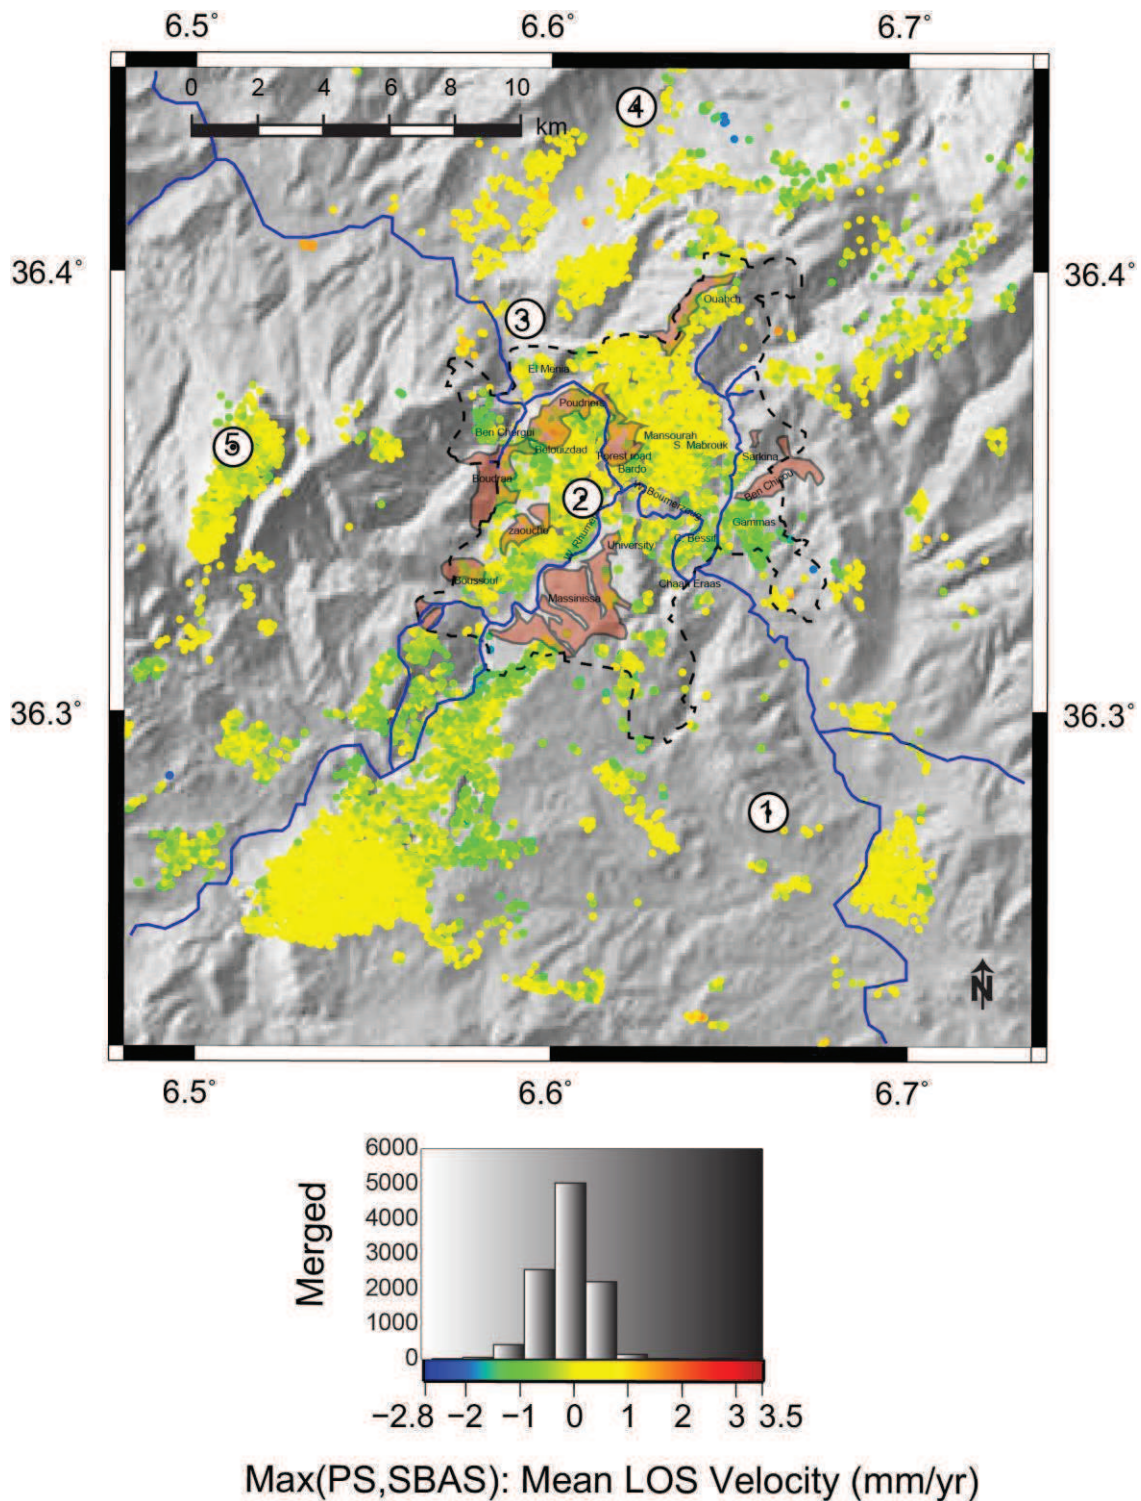 6.5° 6.6° 6.7°
0 2 4 6 8 10
km
4
36.4° 36.4°
Ouabch
3
El Menia
Poudriere
5
Ben Chergui
Mansourah
Belouizdad
S. Mabrouk
Forest road
Sarkina
Bardo
Boudraa
Ben Chicou
2
W. Boumerzoug
Gammas
zaouche
W. Rhumel
University
C. Bessif
Boussouf
Chaab Eraas
Massinissa
36.3° 36.3°
1
N
6.5° 6.6° 6.7°
6000
5000
4000
3000
2000
1000
0
Merged
−2.8 −2 −1 0 1 2 3 3.5
Max(PS,SBAS): Mean LOS Velocity (mm/yr)